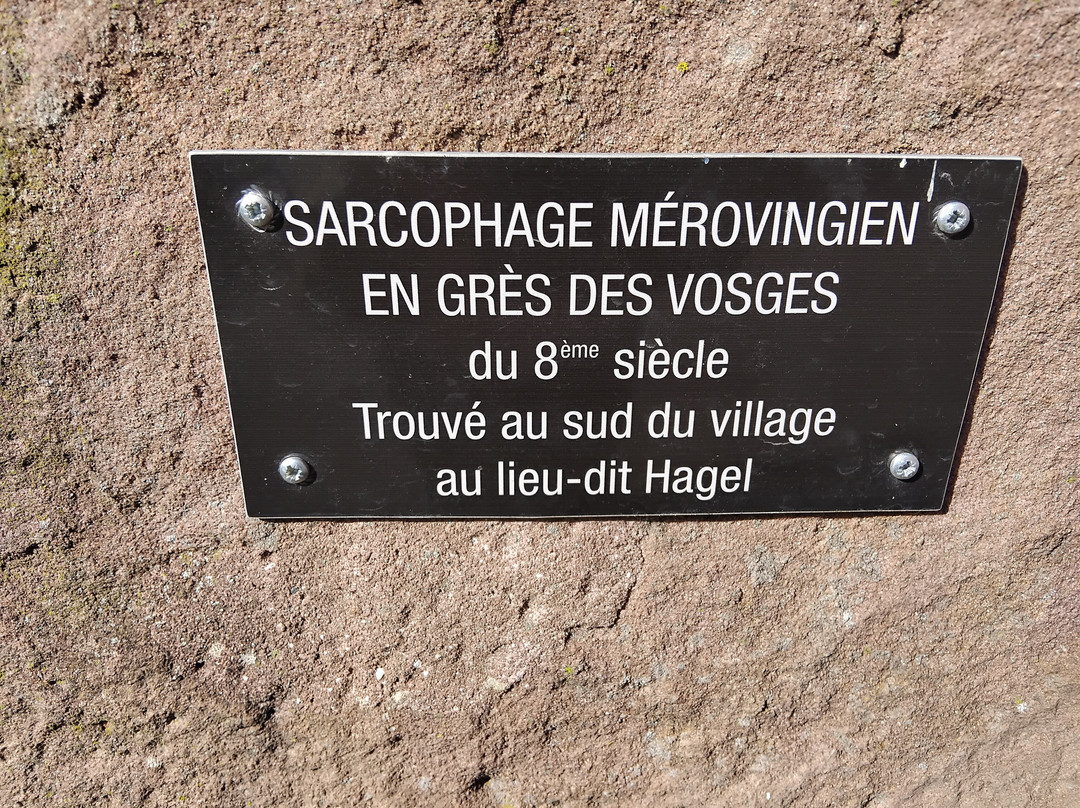 SARCOPHAGE MÉROVINGIEN
EN GRÈS DES VOSGES
du 8ème siècle
Trouvé au sud du village
au lieu-dit Hagel